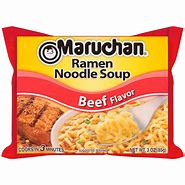 Maruchan®
Ramen
Noodle Soup
Beef Flavor
COOKS IN 3 MINUTES
NET WT. 3 OZ (85g)